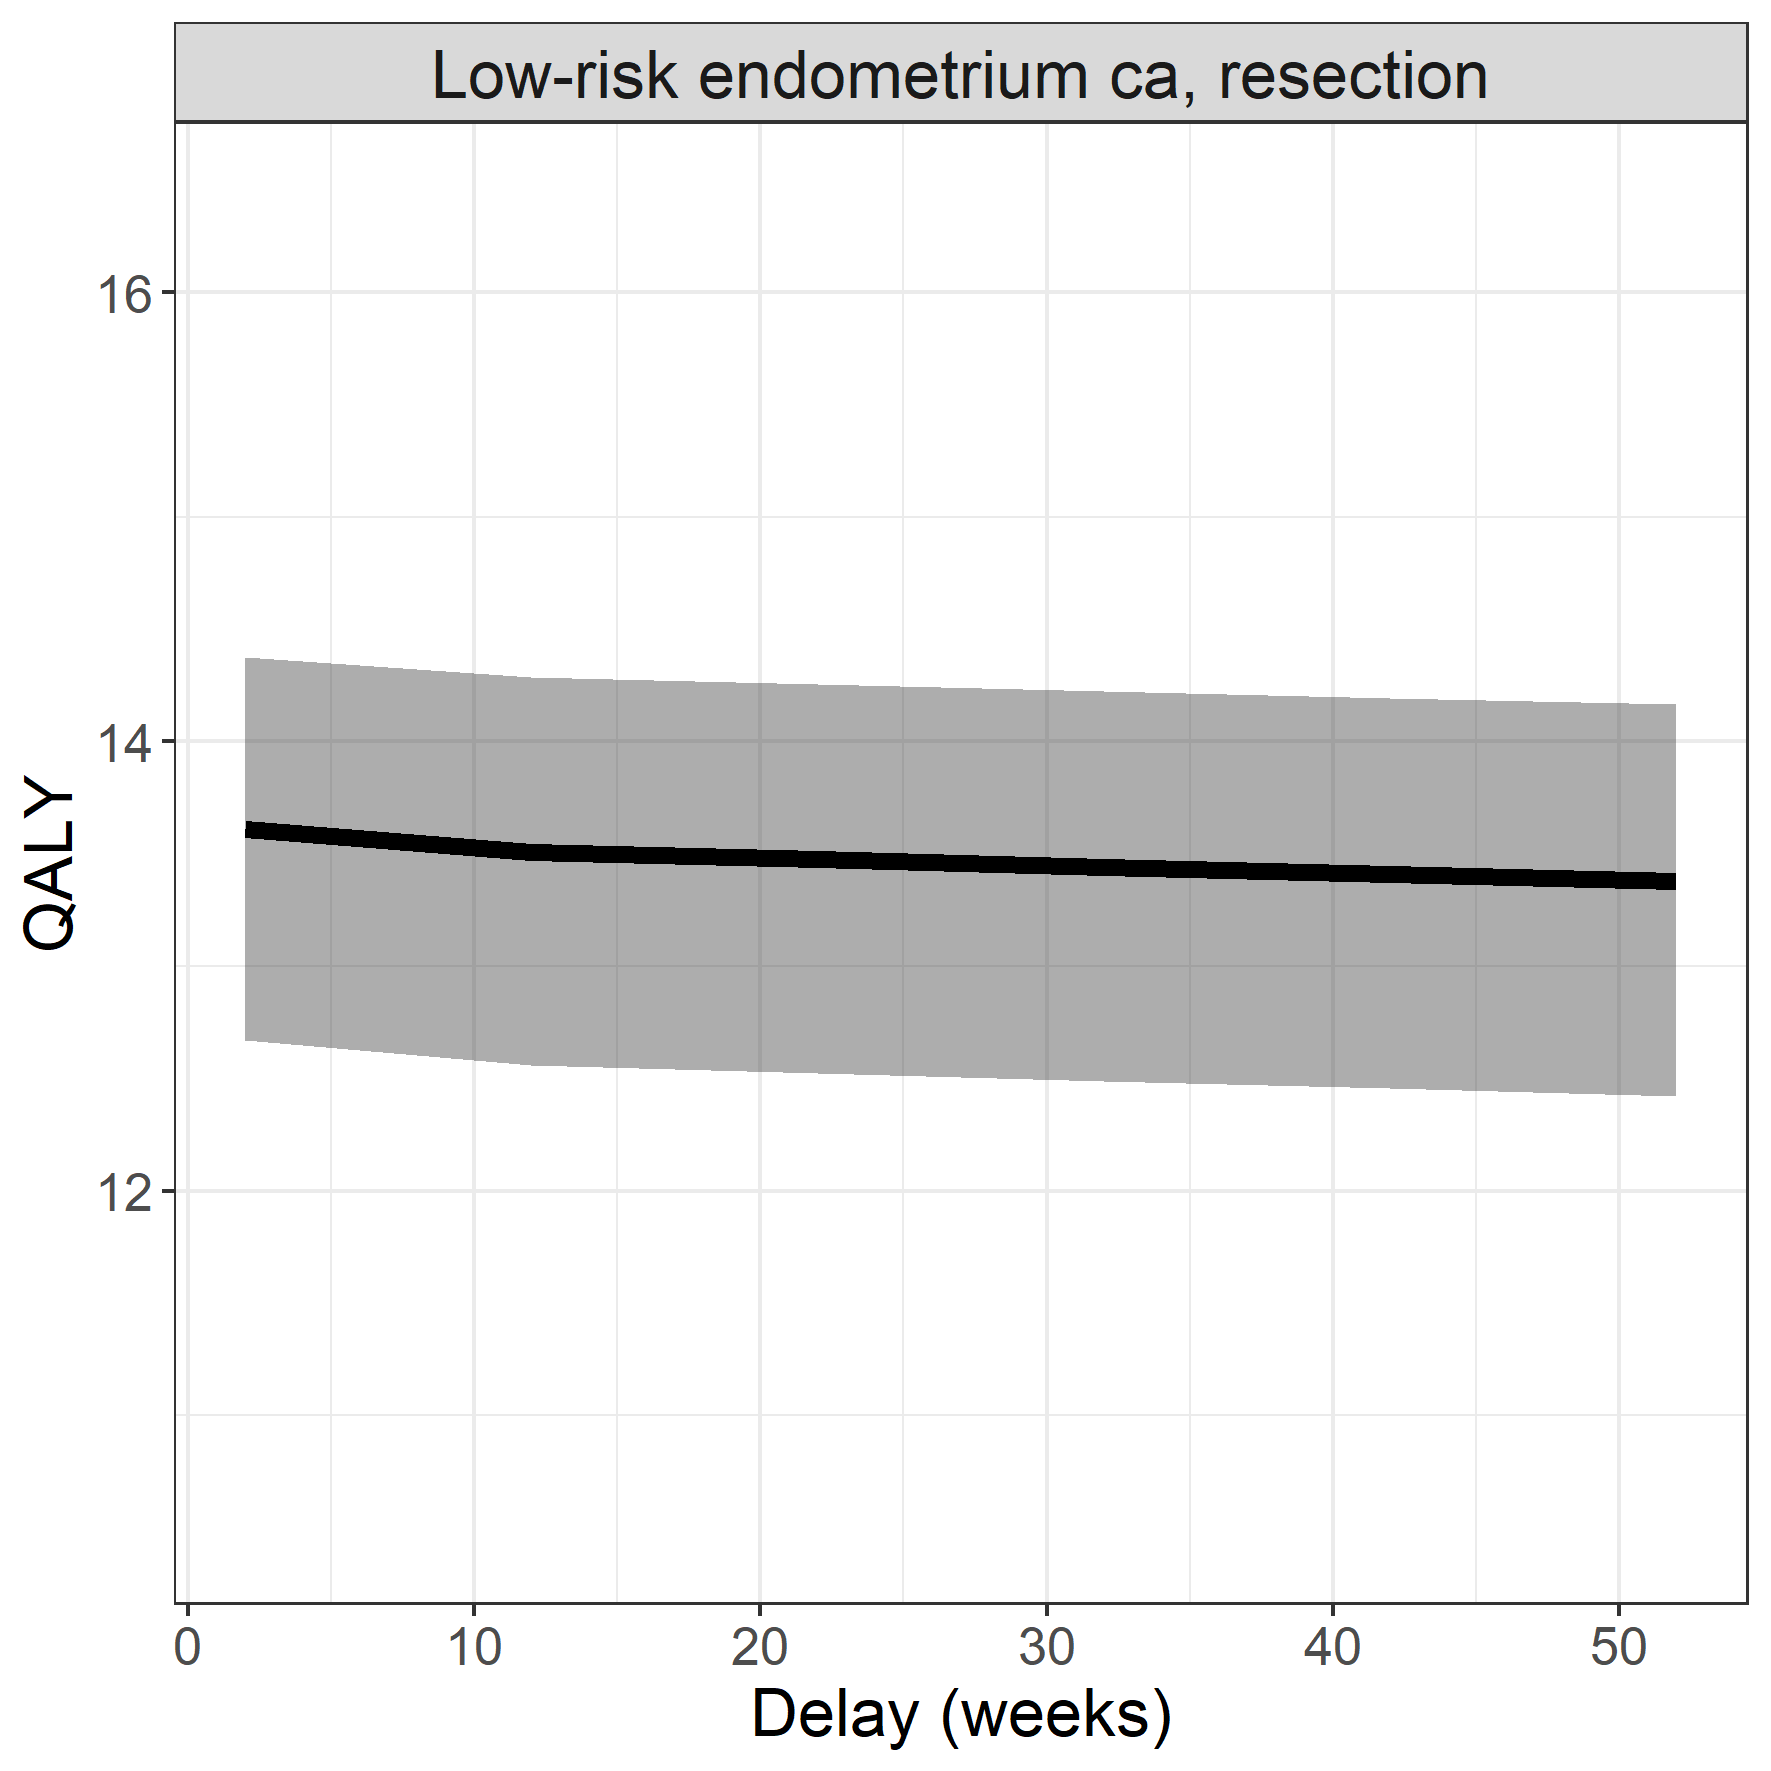 Low-risk endometrium ca, resection
16
14
12
QALY
0 10 20 30 40 50
Delay (weeks)